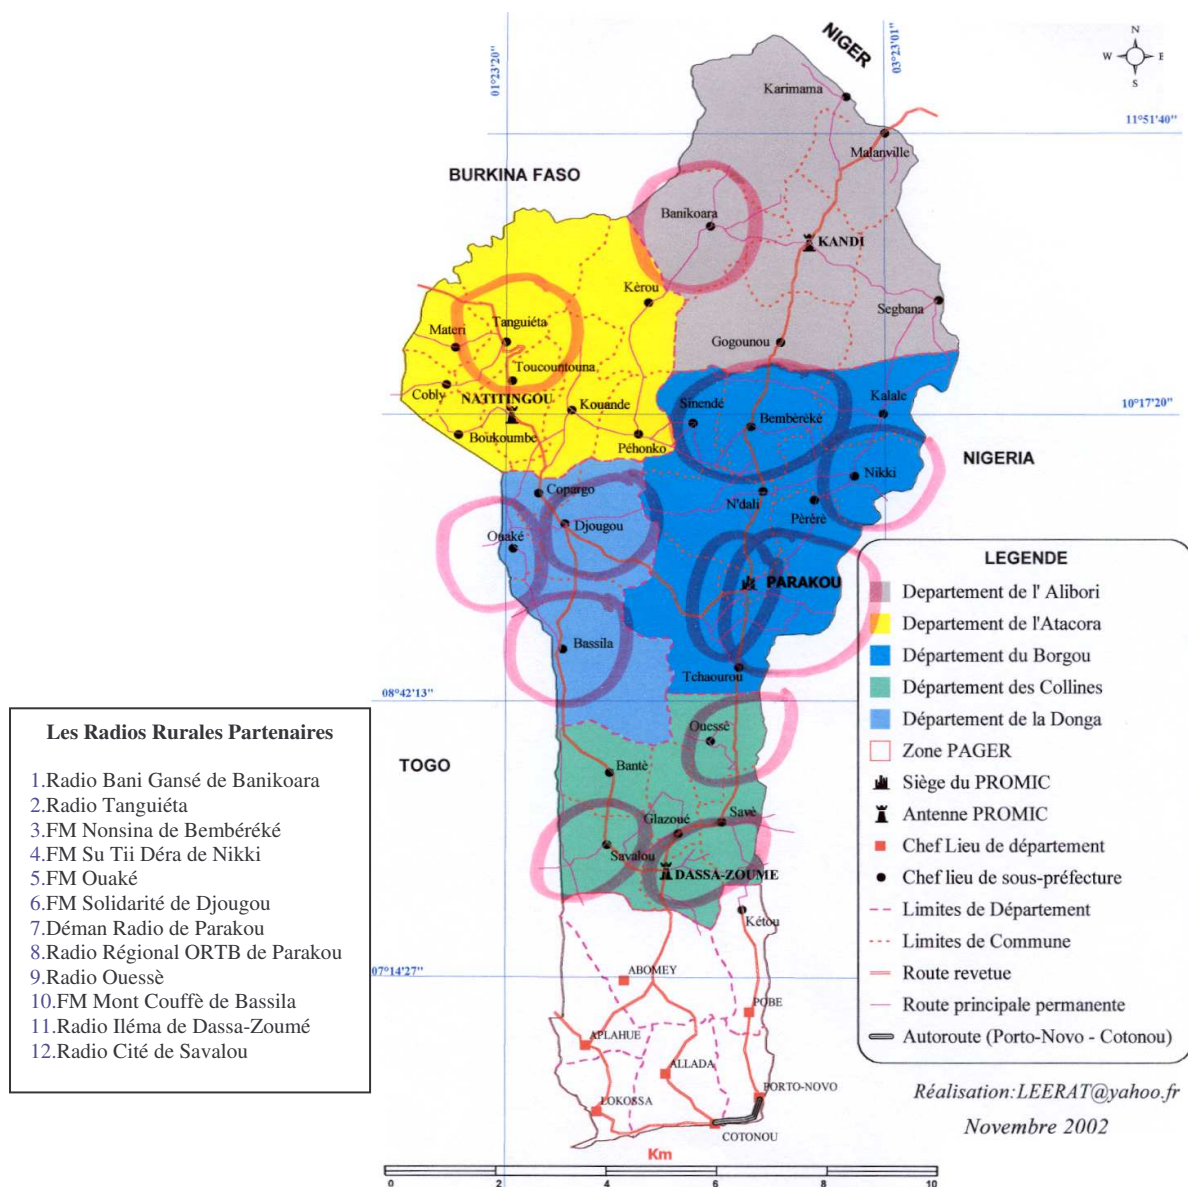 NIGER
N
W
E
S
01°23'20"
03°23'01"
Karimama
11°51'40"
Malanville
BURKINA FASO
Banikoara
KANDI
Kèrou
Segbana
Tanguiéta
Materi
Gogounou
Toucountouna
Cobly
NATITINGOU
Kouande
Sinendé
Bembèrèkè
Kalale
10°17'20"
Boukoumbe
Péhonko
NIGERIA
Nikki
Copargo
N'dali
Pèrèrè
Djougou
Ouaké
PARAKOU
Bassila
Tchaourou
08°42'13"
Ouessè
TOGO
Bantè
Glazoué
Savè
Savalou
DASSA-ZOUME
Kétou
07°14'27"
ABOMEY
POBE
APLAHUE
ALLADA
PORTO-NOVO
LOKOSSA
COTONOU
Km
0 2 4 6 8 10
LEGENDE
Departement de l' Alibori
Departement de l'Atacora
Département du Borgou
Département des Collines
Département de la Donga
Zone PAGER
Siège du PROMIC
Antenne PROMIC
Chef Lieu de département
Chef lieu de sous-préfecture
Limites de Département
Limites de Commune
Route revetue
Route principale permanente
Autoroute (Porto-Novo - Cotonou)
Réalisation:LEERAT@yahoo.fr
Novembre 2002
Les Radios Rurales Partenaires
1.Radio Bani Gansé de Banikoara
2.Radio Tanguiéta
3.FM Nonsina de Bembéréké
4.FM Su Tii Déra de Nikki
5.FM Ouaké
6.FM Solidarité de Djougou
7.Déman Radio de Parakou
8.Radio Régional ORTB de Parakou
9.Radio Ouessè
10.FM Mont Couffè de Bassila
11.Radio Iléma de Dassa-Zoumé
12.Radio Cité de Savalou